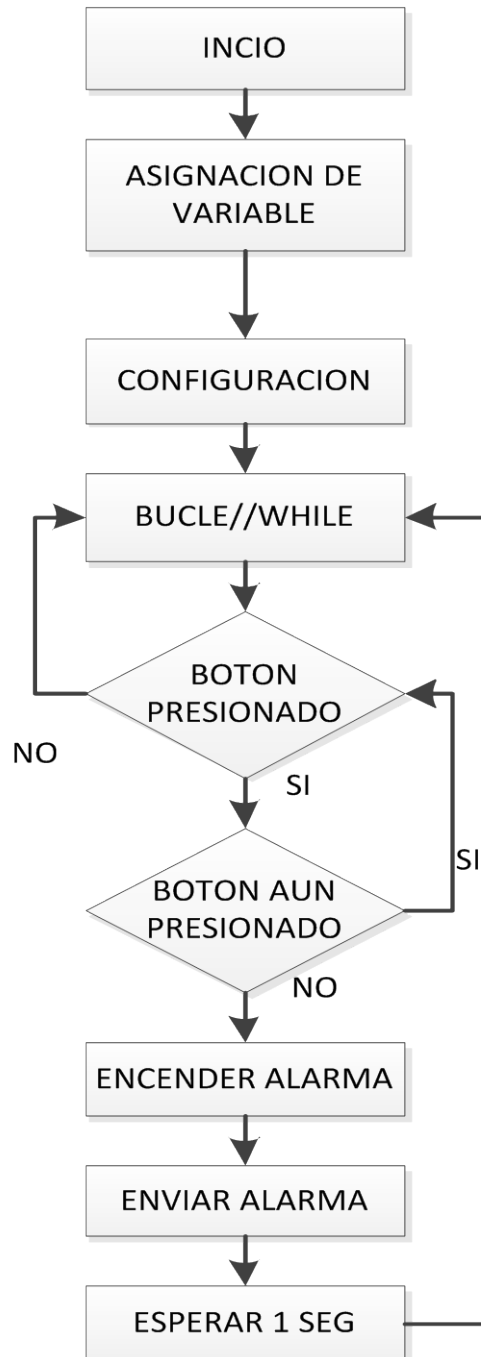 INCIO
ASIGNACION DE
VARIABLE
CONFIGURACION
BUCLE//WHILE
BOTON
PRESIONADO
NO
SI
BOTON AUN
PRESIONADO
SI
NO
ENCENDER ALARMA
ENVIAR ALARMA
ESPERAR 1 SEG